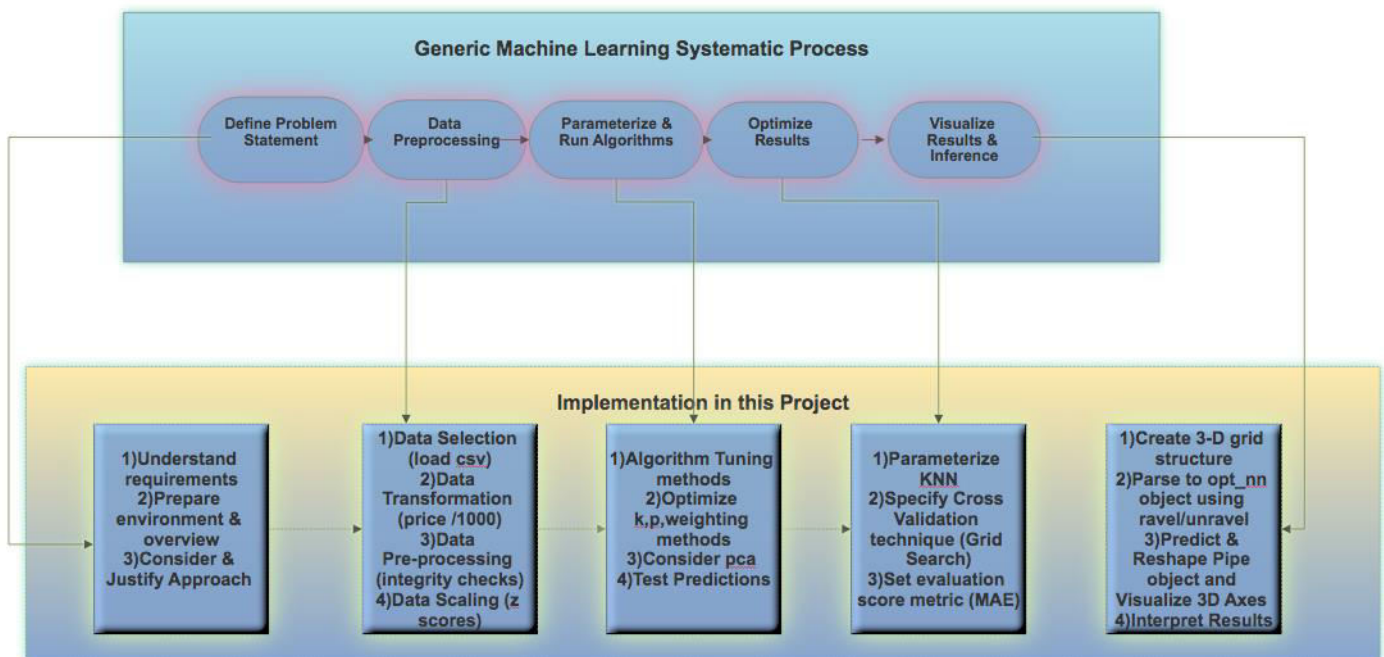 Generic Machine Learning Systematic Process
Define Problem
Statement
Data
Preprocessing
Parameterize &
Run Algorithms
Optimize
Results
Visualize
Results &
Inference
Implementation in this Project
1)Understand
requirements
2)Prepare
environment &
overview
3)Consider &
Justify Approach
1)Data Selection
(load csv)
2)Data
Transformation
(price /1000)
3)Data
Pre-processing
(integrity checks)
4)Data Scaling (z
scores)
1)Algorithm Tuning
methods
2)Optimize
k,p,weighting
methods
3)Consider pca
4)Test Predictions
1)Parameterize
KNN
2)Specify Cross
Validation
technique (Grid
Search)
3)Set evaluation
score metric (MAE)
1)Create 3-D grid
structure
2)Parse to opt_nn
object using
ravel/unravel
3)Predict &
Reshape Pipe
object and
Visualize 3D Axes
4)Interpret Results